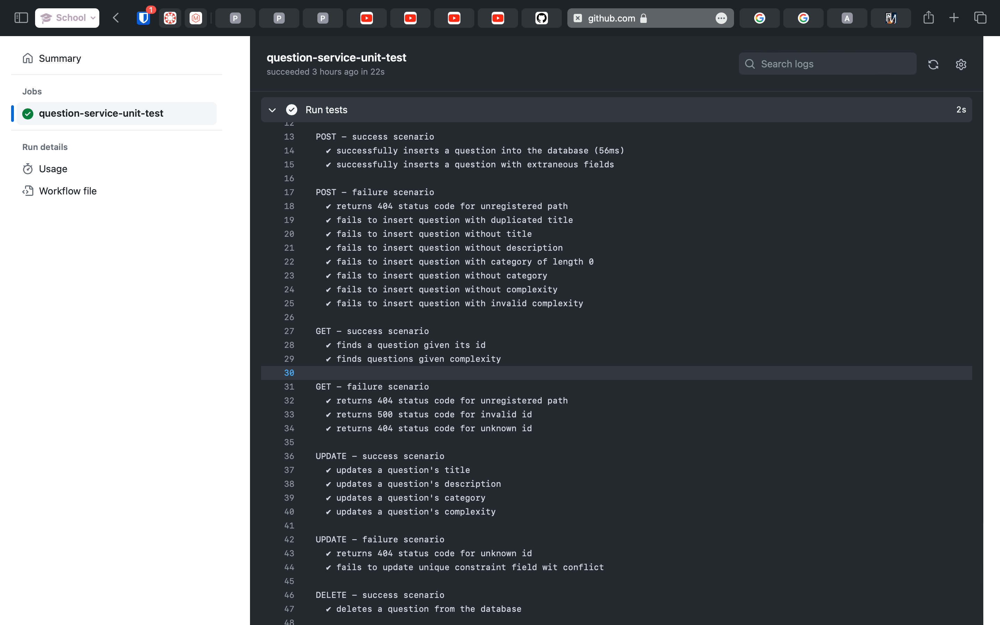 School
1
P
P
P
github.com
A
Summary
Jobs
question-service-unit-test
Run details
Usage
Workflow file
question-service-unit-test
succeeded 3 hours ago in 22s
Search logs
Run tests
2s
12
13 POST – success scenario
14 ✔ successfully inserts a question into the database (56ms)
15 ✔ successfully inserts a question with extraneous fields
16
17 POST – failure scenario
18 ✔ returns 404 status code for unregistered path
19 ✔ fails to insert question with duplicated title
20 ✔ fails to insert question without title
21 ✔ fails to insert question without description
22 ✔ fails to insert question with category of length 0
23 ✔ fails to insert question without category
24 ✔ fails to insert question without complexity
25 ✔ fails to insert question with invalid complexity
26
27 GET – success scenario
28 ✔ finds a question given its id
29 ✔ finds questions given complexity
30
31 GET – failure scenario
32 ✔ returns 404 status code for unregistered path
33 ✔ returns 500 status code for invalid id
34 ✔ returns 404 status code for unknown id
35
36 UPDATE – success scenario
37 ✔ updates a question's title
38 ✔ updates a question's description
39 ✔ updates a question's category
40 ✔ updates a question's complexity
41
42 UPDATE – failure scenario
43 ✔ returns 404 status code for unknown id
44 ✔ fails to update unique constraint field wit conflict
45
46 DELETE – success scenario
47 ✔ deletes a question from the database
48